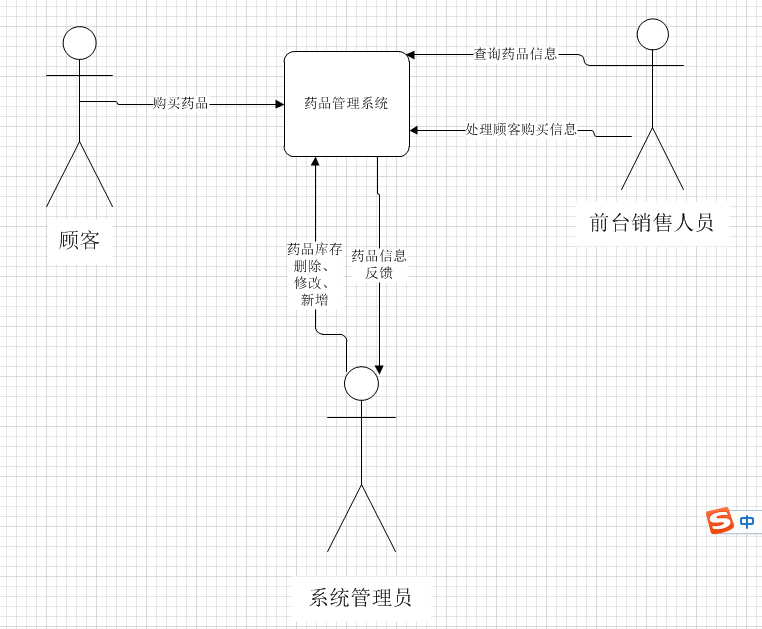 查询药品信息
购买药品
药品管理系统
处理顾客购买信息
顾客
前台销售人员
药品库存
删除、
修改、
新增
药品信息
反馈
系统管理员
S 中